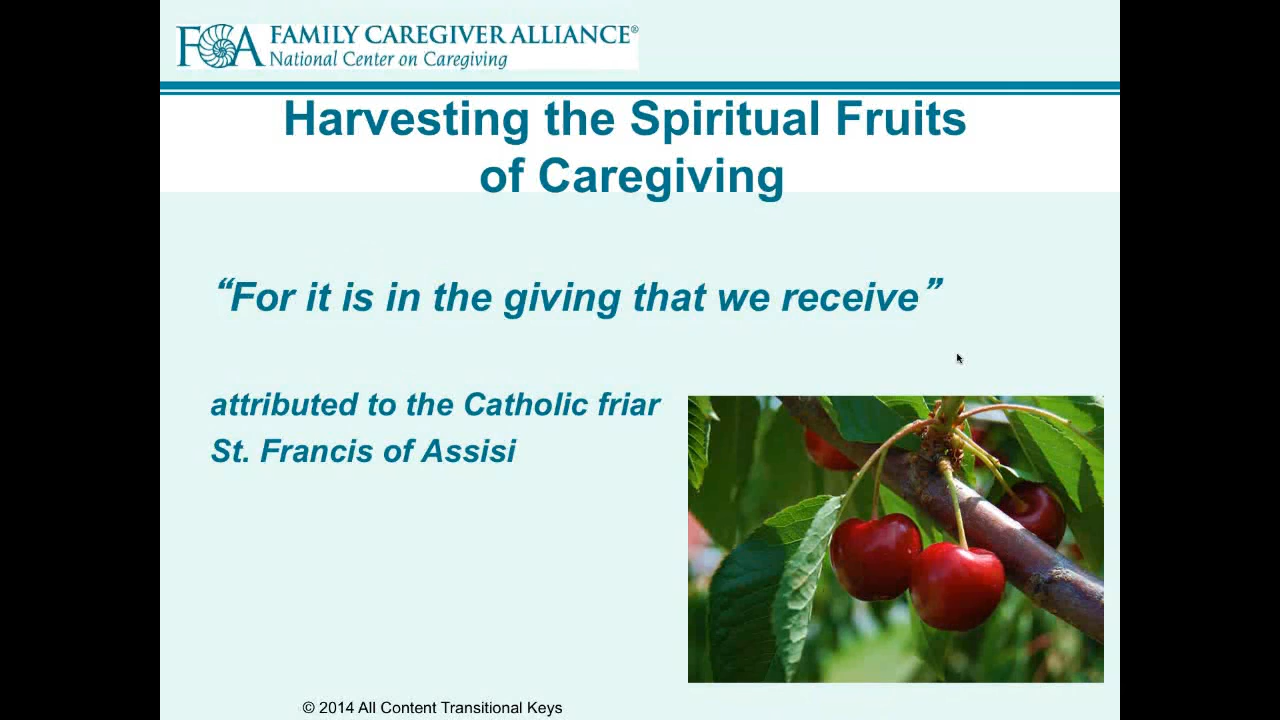 FCA FAMILY CAREGIVER ALLIANCE®
National Center on Caregiving
Harvesting the Spiritual Fruits
of Caregiving
“For it is in the giving that we receive”
attributed to the Catholic friar
St. Francis of Assisi
© 2014 All Content Transitional Keys